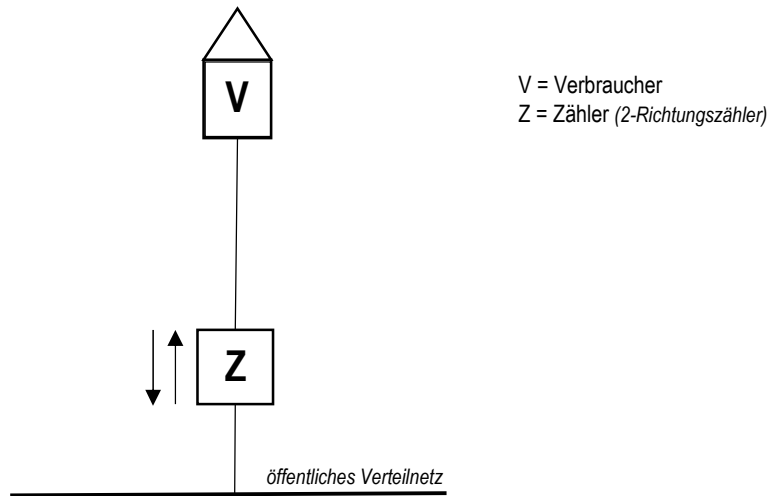 V
V = Verbraucher
Z = Zähler (2-Richtungszähler)
Z
öffentliches Verteilnetz